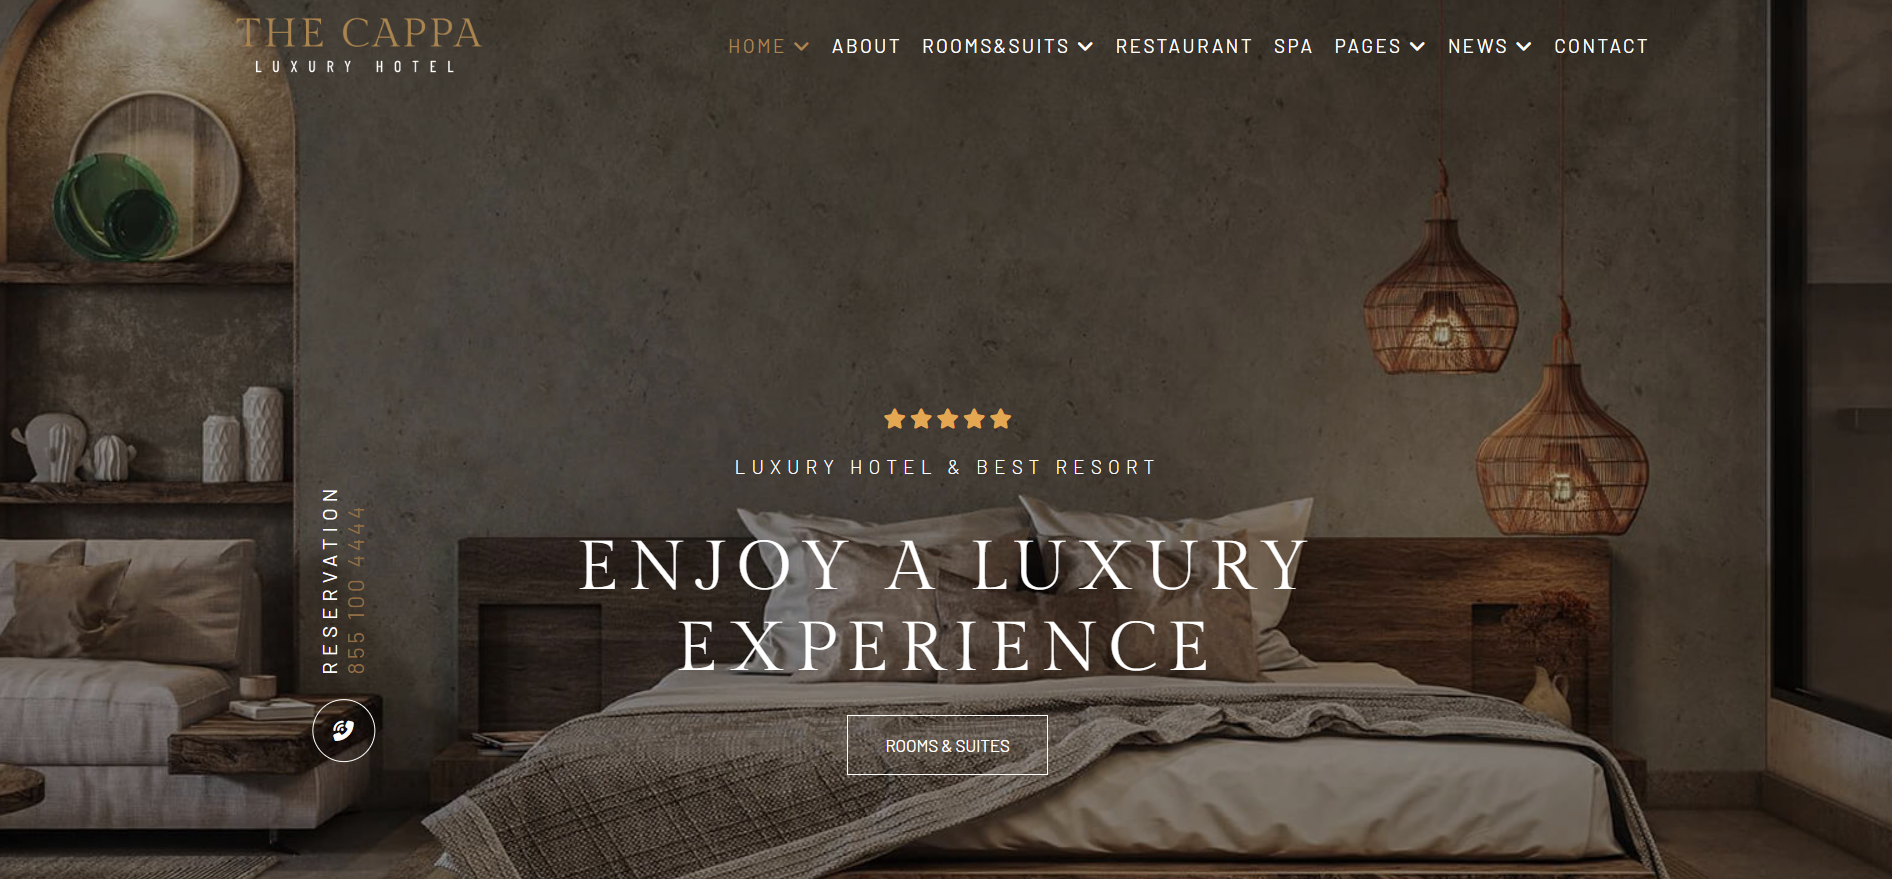 THE CAPPA
LUXURY HOTEL
HOME ABOUT ROOMS&SUITS RESTAURANT SPA PAGES NEWS CONTACT
LUXURY HOTEL & BEST RESORT
ENJOY A LUXURY
EXPERIENCE
ROOMS & SUITES
RESERVATION
855 100 4444